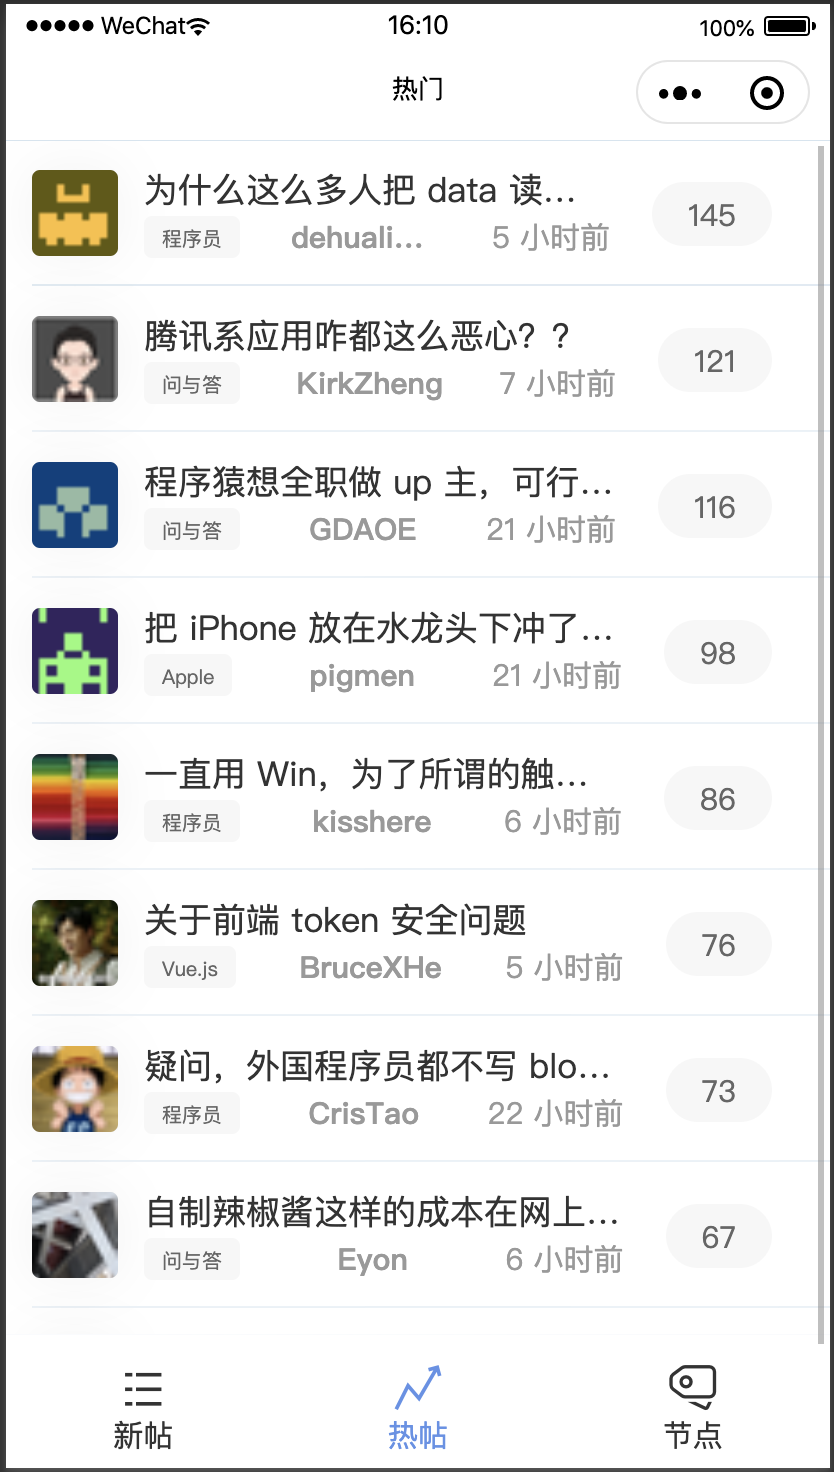 WeChat 16:10 100%
热门
为什么这么多人把 data 读...
145
程序员 dehuali... 5 小时前
腾讯系应用咋都这么恶心？？
121
问与答 KirkZheng 7 小时前
程序猿想全职做 up 主，可行...
116
问与答 GDAOE 21 小时前
把 iPhone 放在水龙头下冲了...
98
Apple pigmen 21 小时前
一直用 Win，为了所谓的触...
86
程序员 kisshere 6 小时前
关于前端 token 安全问题
76
Vue.js BruceXHe 5 小时前
疑问，外国程序员都不写 blo...
73
程序员 CrisTao 22 小时前
自制辣椒酱这样的成本在网上...
67
问与答 Eyon 6 小时前
新帖 热帖 节点